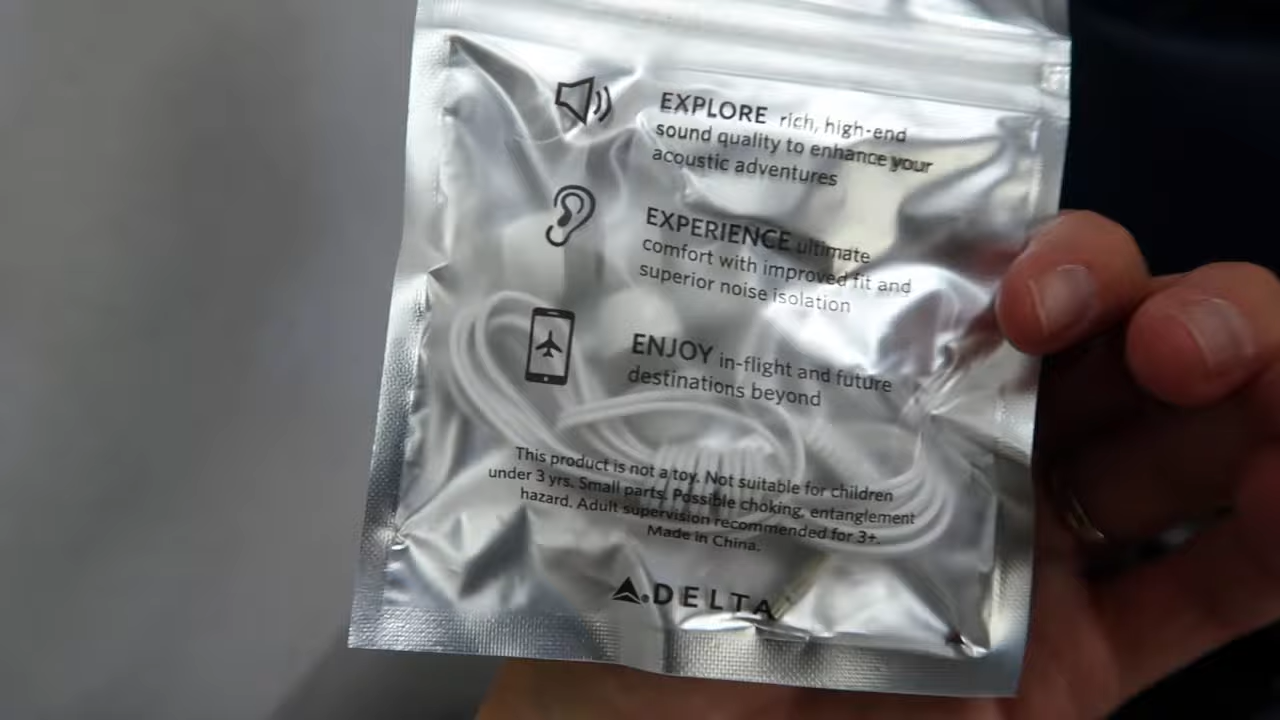 EXPLORE rich, high-end
sound quality to enhance your
acoustic adventures
EXPERIENCE ultimate
comfort with improved fit and
superior noise isolation
ENJOY in-flight and future
destinations beyond
This product is not a toy. Not suitable for children
under 3 yrs. Small parts. Possible choking, entanglement
hazard. Adult supervision recommended for 3+.
Made in China.
DELTA